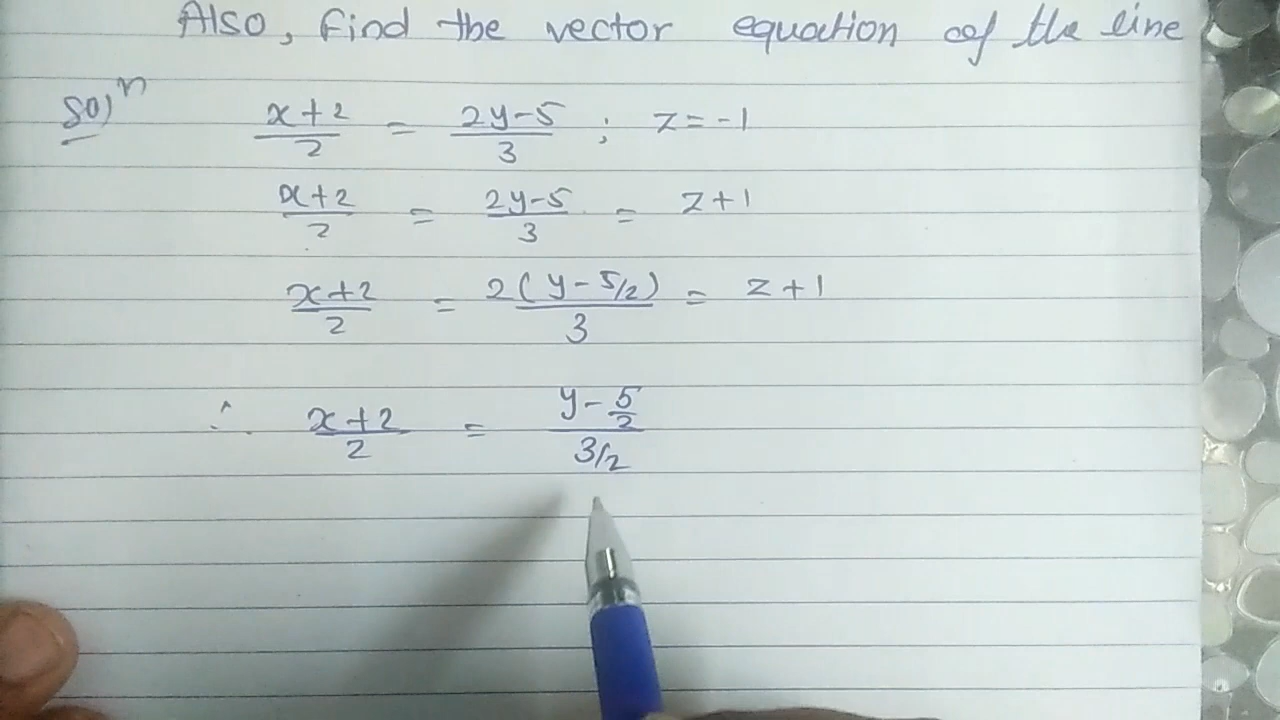 Also, Find the vector equation of the line
Solⁿ (x+2)/2 = (2y-5)/3 ; z=-1
(x+2)/2 = (2y-5)/3 = z+1
(x+2)/2 = 2(y-5/2)/3 = z+1
∴ (x+2)/2 = (y-5/2)/(3/2)